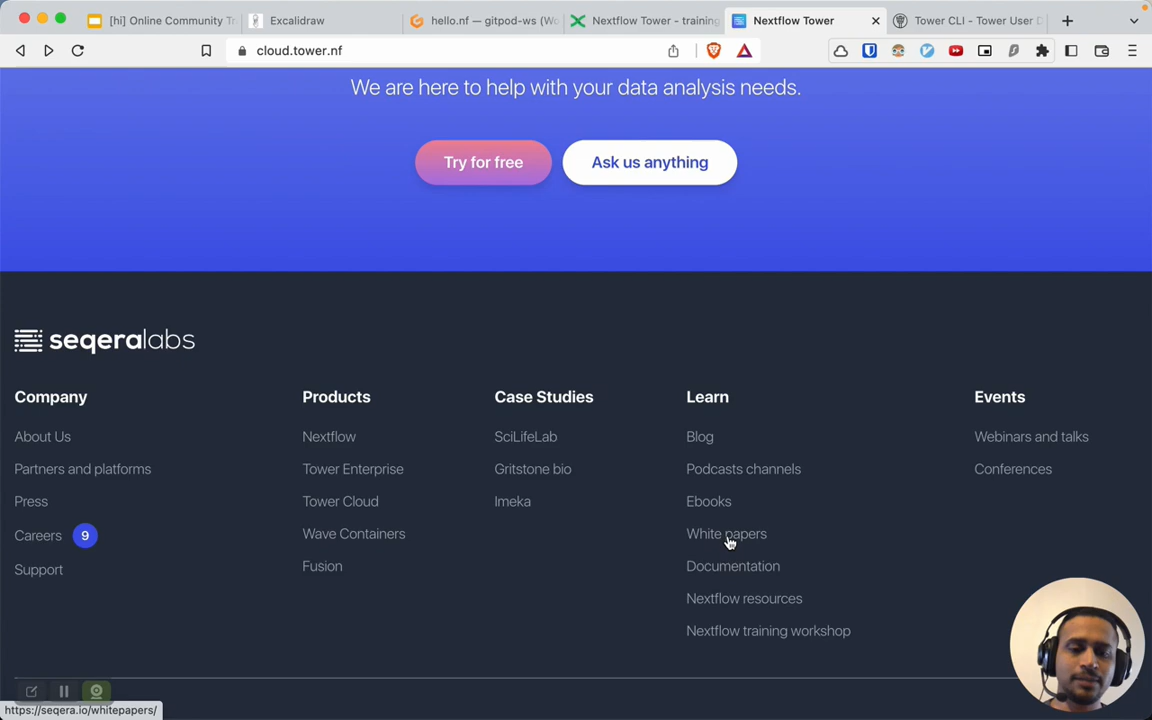 [hi] Online Community Tr
Excalidraw
hello.nf — gitpod-ws (Wo
Nextflow Tower - training
Nextflow Tower
Tower CLI - Tower User D
cloud.tower.nf
We are here to help with your data analysis needs.
Try for free
Ask us anything
seqeralabs
Company
Products
Case Studies
Learn
Events
About Us
Nextflow
SciLifeLab
Blog
Webinars and talks
Partners and platforms
Tower Enterprise
Gritstone bio
Podcasts channels
Conferences
Press
Tower Cloud
Imeka
Ebooks
Careers 9
Wave Containers
White papers
Support
Fusion
Documentation
Nextflow resources
Nextflow training workshop
https://seqera.io/whitepapers/